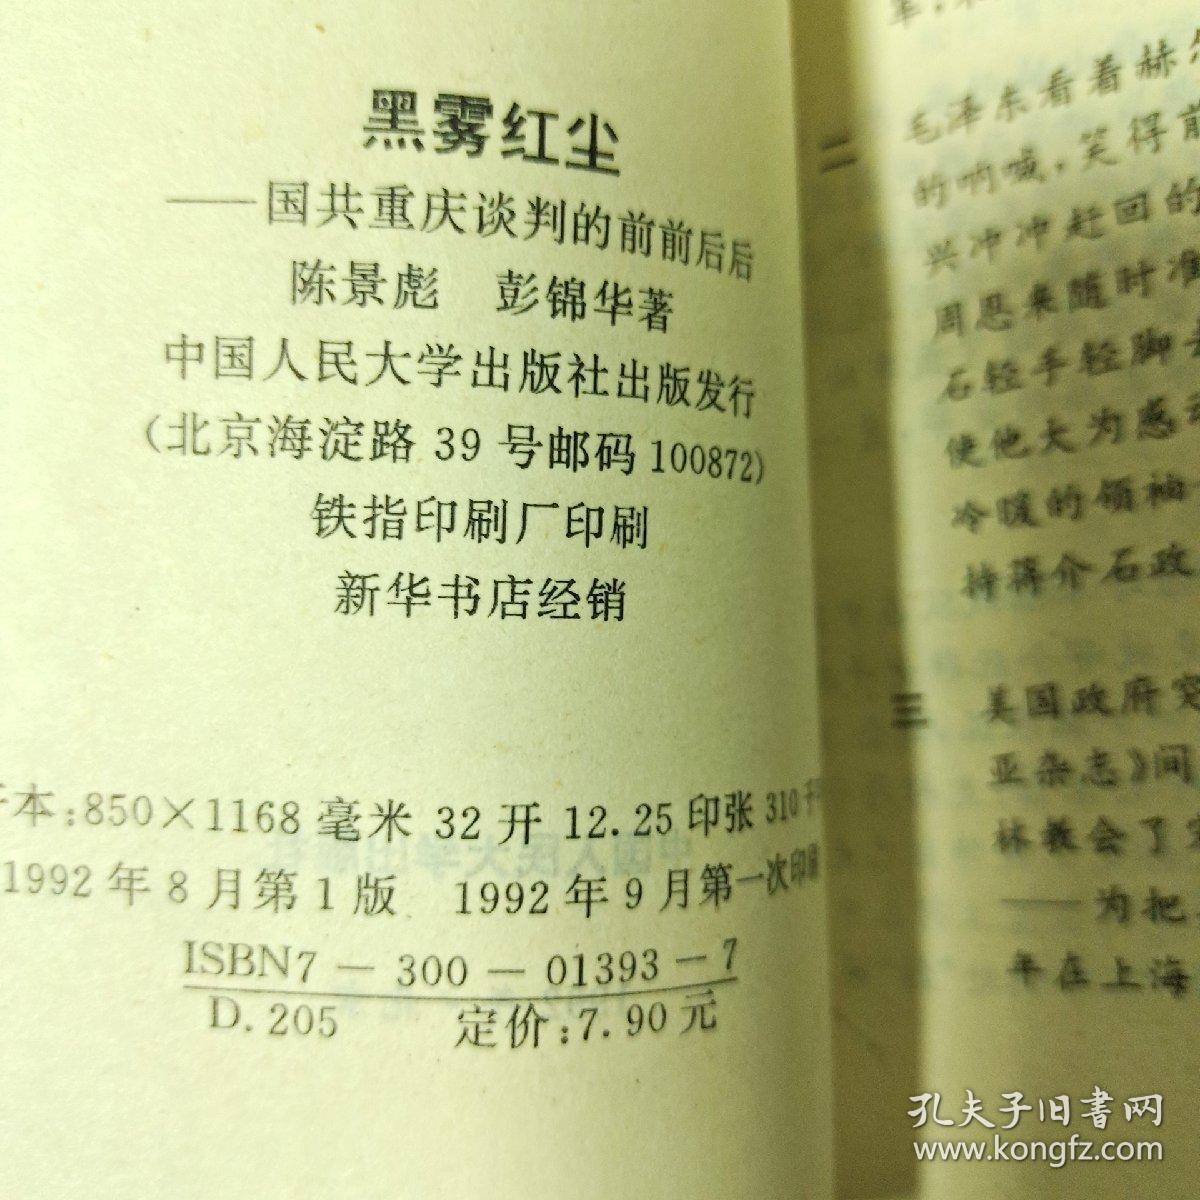 黑雾红尘
——国共重庆谈判的前前后后
陈景彪 彭锦华著
中国人民大学出版社出版发行
(北京海淀路 39 号邮码 100872)
铁指印刷厂印刷
新华书店经销
本:850×1168 毫米 32 开 12.25 印张 310
1992 年 8 月第 1 版 1992 年 9 月第一次印刷
ISBN7－300－01393－7
D.205 定价:7.90 元
二 毛泽东看着赫
的呐喊,笑得前
兴冲冲赶回的
周恩来随时准
石轻手轻脚
使他大为感
冷暖的领袖
持蒋介石政
三 美国政府突
亚杂志》间
林教会了
——为把
年在上海
孔夫子旧书网
www.kongfz.com